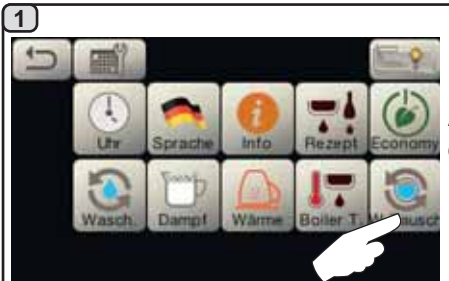 1
Uhr Sprache Info Rezept Economy
Wasch. Dampf Wärme Boiler T.